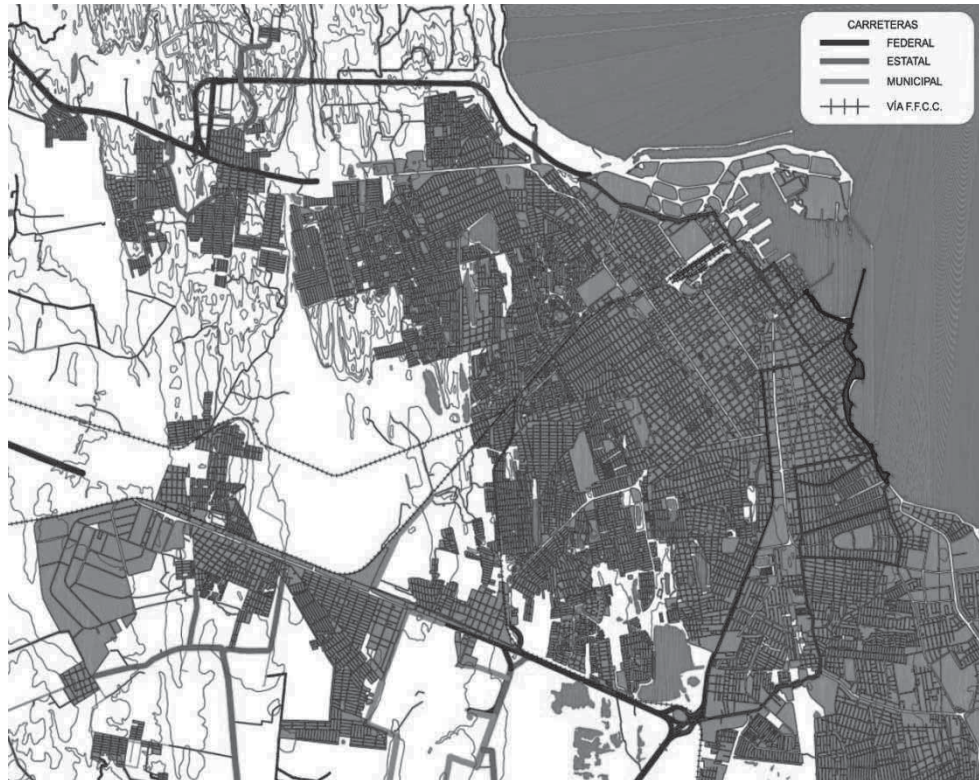 CARRETERAS
FEDERAL
ESTATAL
MUNICIPAL
VÍA F.F.C.C.